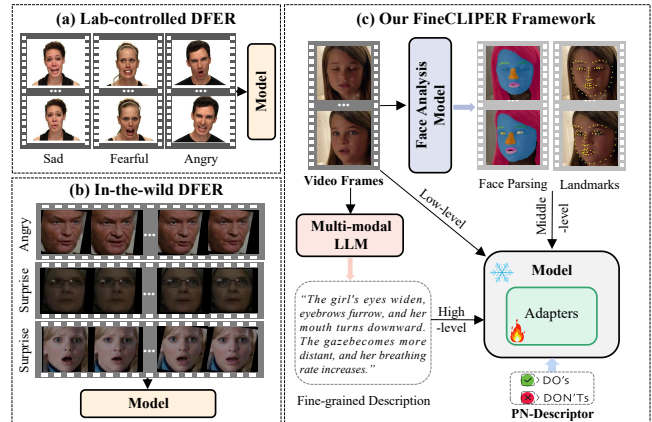 (a) Lab-controlled DFER
Sad
Fearful
Angry
Model
(b) In-the-wild DFER
Angry
Surprise
Surprise
Model
(c) Our FineCLIPER Framework
Video Frames
Face Analysis
Model
Face Parsing
Landmarks
Low-level
Middle
-level
Multi-modal
LLM
“The girl's eyes widen,
eyebrows furrow, and her
mouth turns downward.
The gazebecomes more
distant, and her breathing
rate increases.”
Fine-grained Description
High
-level
Model
Adapters
DO's
DON'Ts
PN-Descriptor